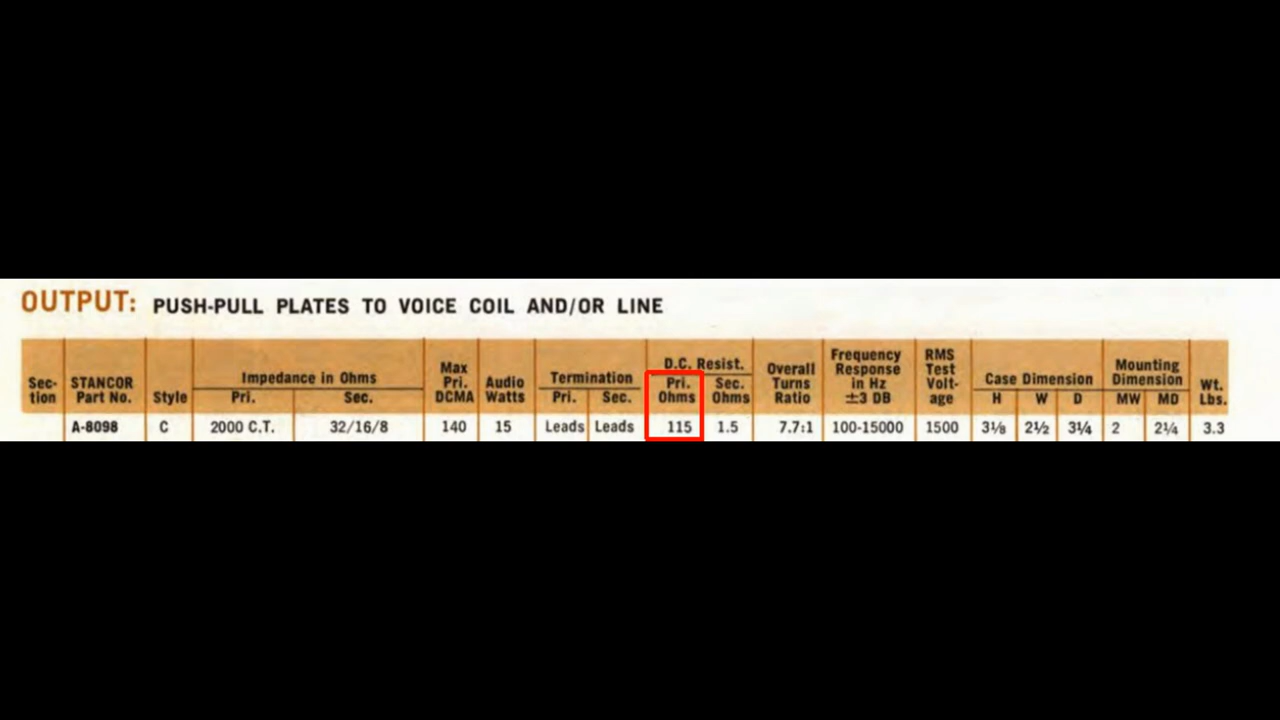 OUTPUT: PUSH-PULL PLATES TO VOICE COIL AND/OR LINE
Sec-tion STANCOR Part No. Style Impedance in Ohms Pri. Sec. Max Pri. DCMA Audio Watts Termination Pri. Sec. D.C. Resist. Pri. Ohms Sec. Ohms Overall Turns Ratio Frequency Response in Hz ±3 DB RMS Test Volt-age Case Dimension H W D Mounting Dimension MW MD Wt. Lbs.
A-8098 C 2000 C.T. 32/16/8 140 15 Leads Leads 115 1.5 7.7:1 100-15000 1500 3⅛ 2½ 3¼ 2 2¼ 3.3